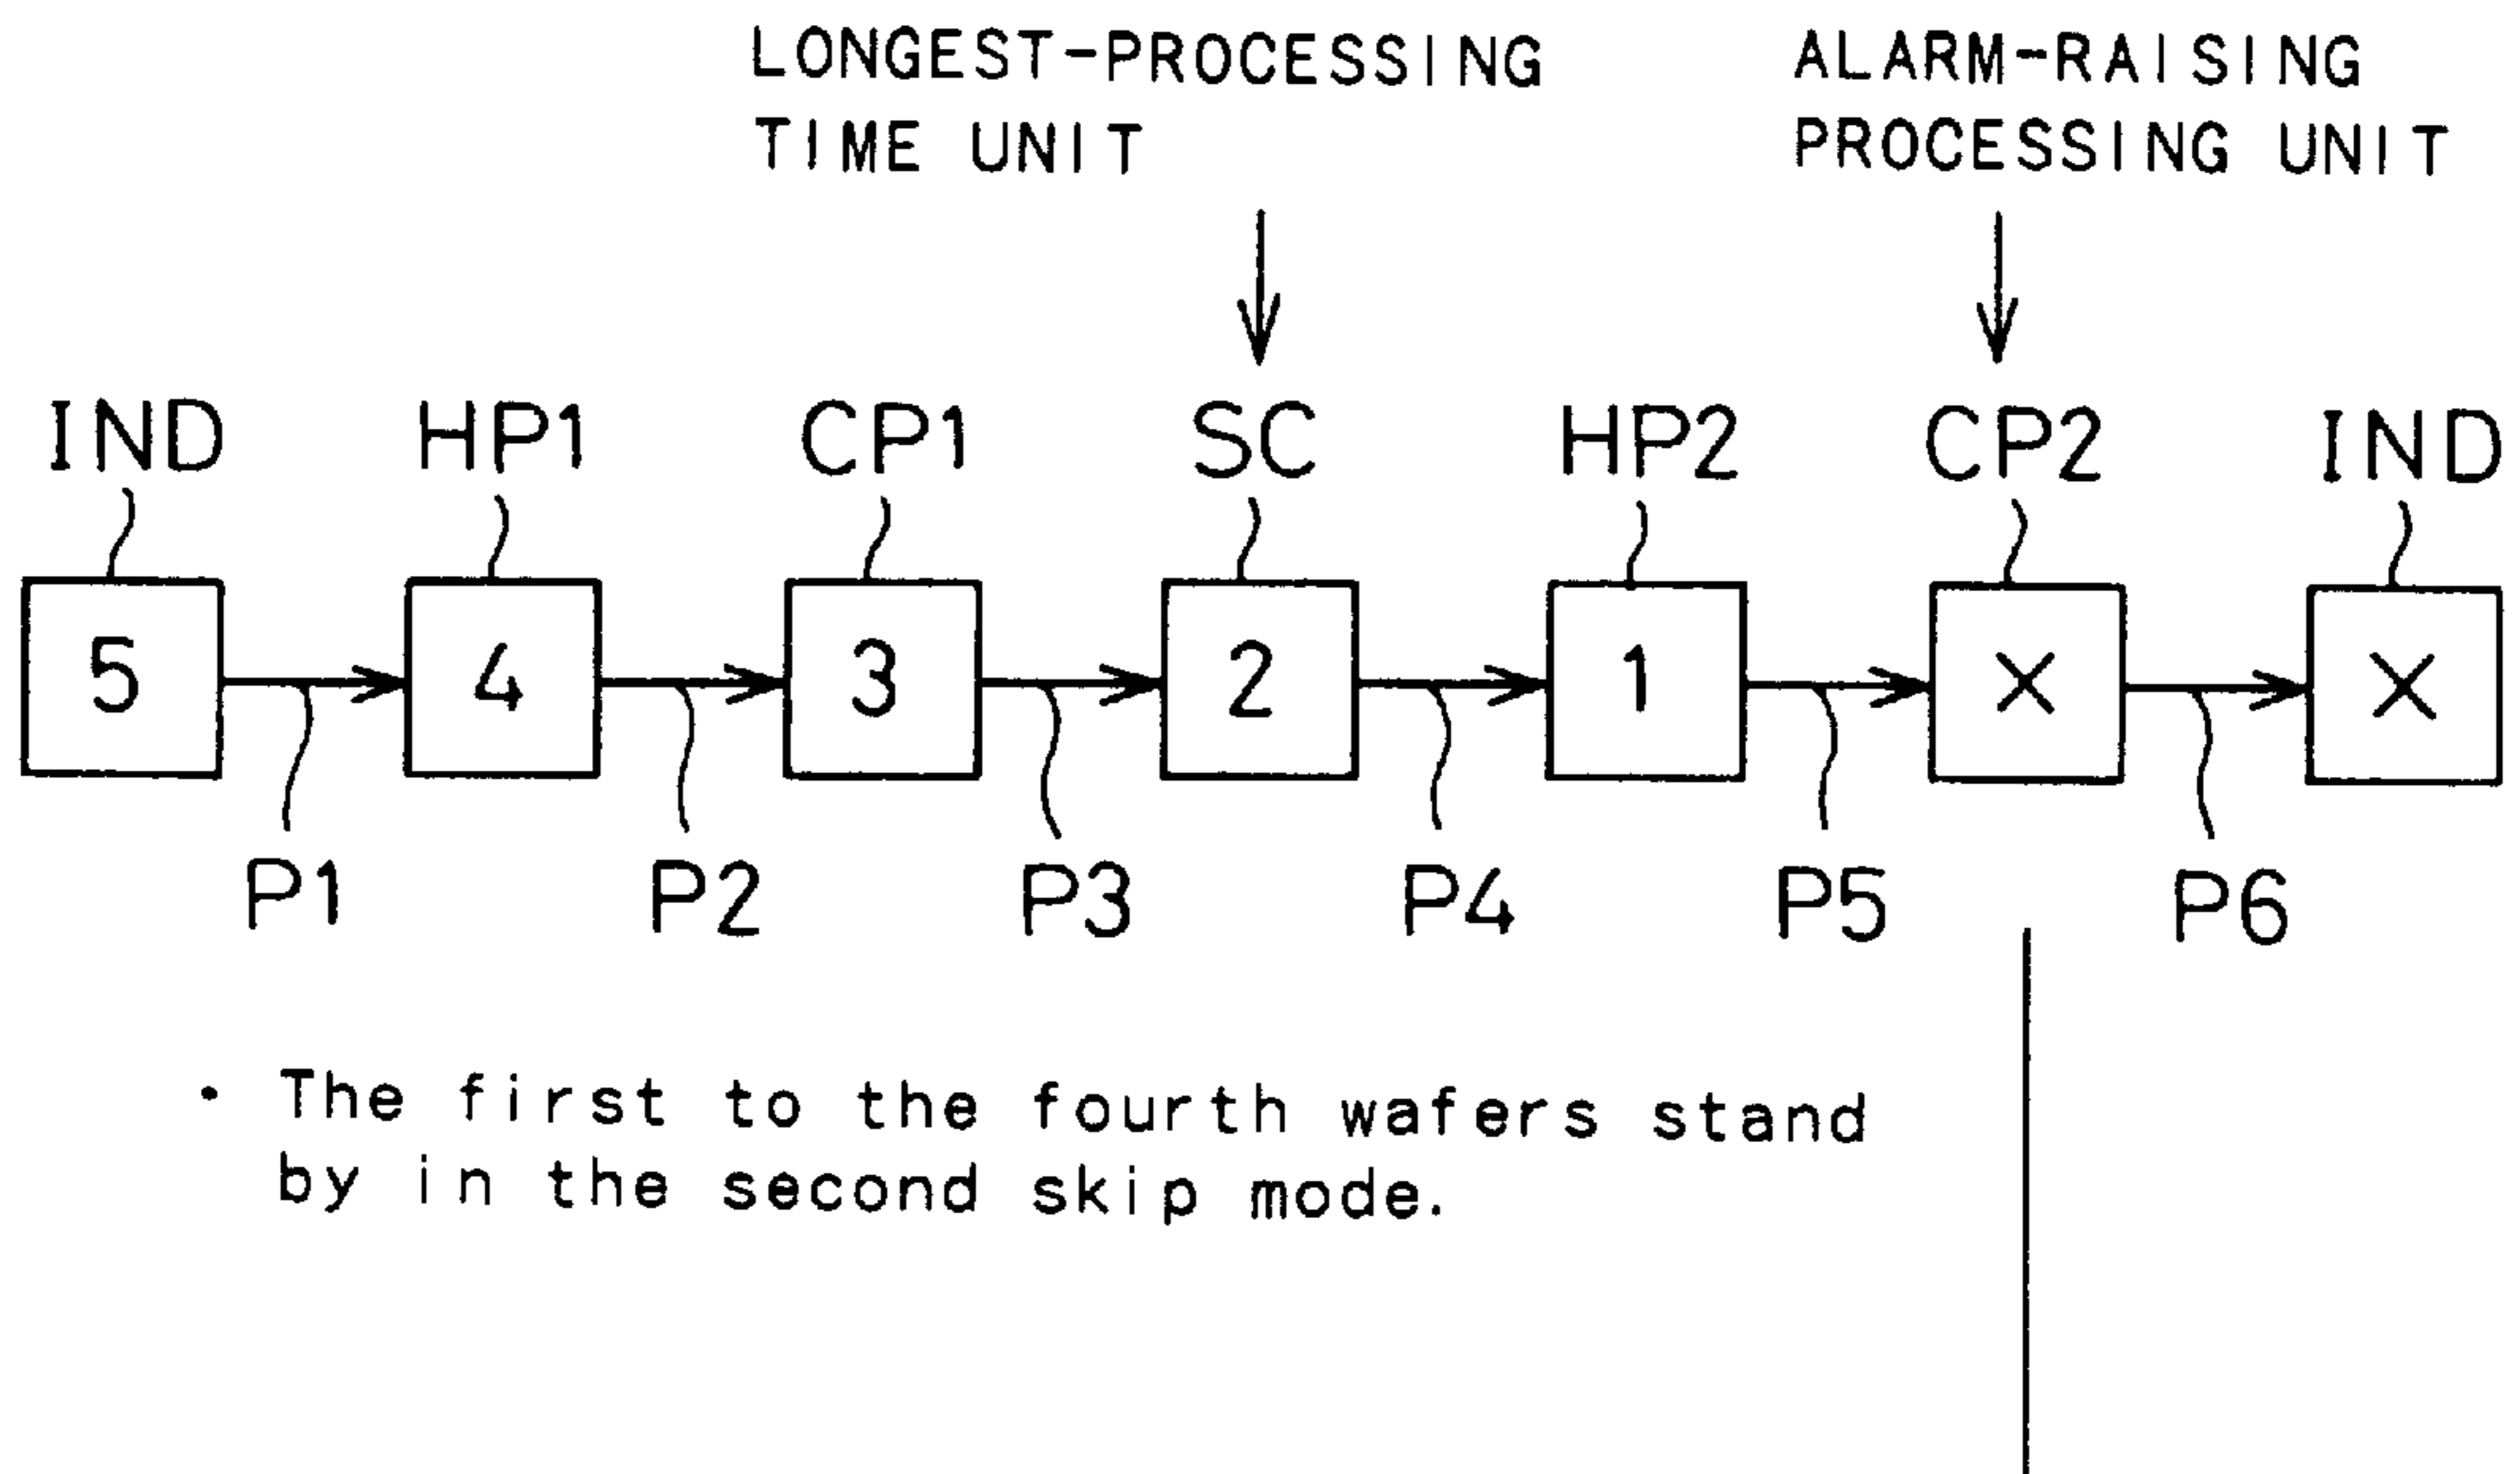 LONGEST-PROCESSING
TIME UNIT
ALARM-RAISING
PROCESSING UNIT
IND HP1 CP1 SC HP2 CP2 IND
5 4 3 2 1 X X
P1 P2 P3 P4 P5 P6
• The first to the fourth wafers stand
by in the second skip mode.